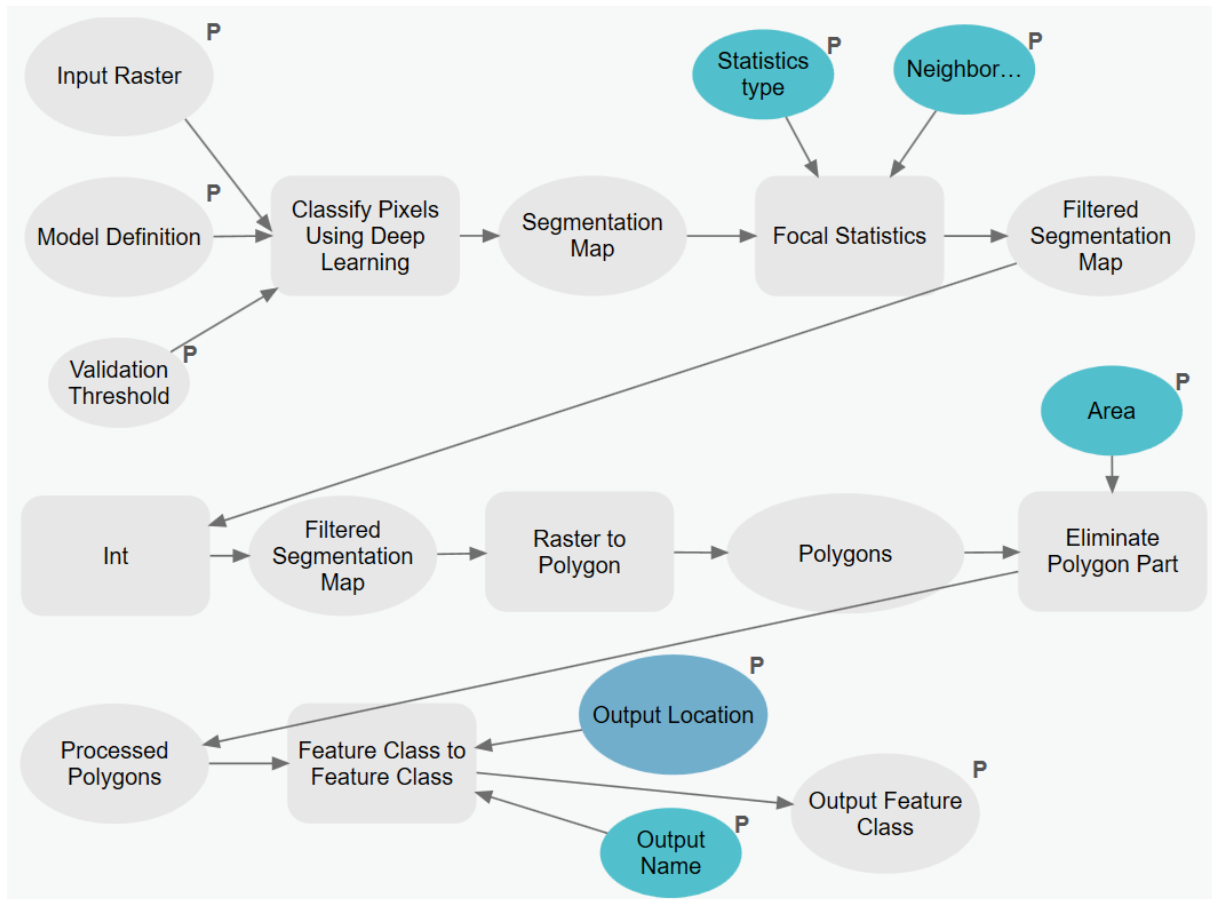 P
Input Raster
P
Model Definition
P
Validation
Threshold
Classify Pixels
Using Deep
Learning
Segmentation
Map
P
Statistics
type
P
Neighbor…
Focal Statistics
Filtered
Segmentation
Map
P
Area
Int
Filtered
Segmentation
Map
Raster to
Polygon
Polygons
Eliminate
Polygon Part
Processed
Polygons
Feature Class to
Feature Class
P
Output Location
P
Output
Name
P
Output Feature
Class